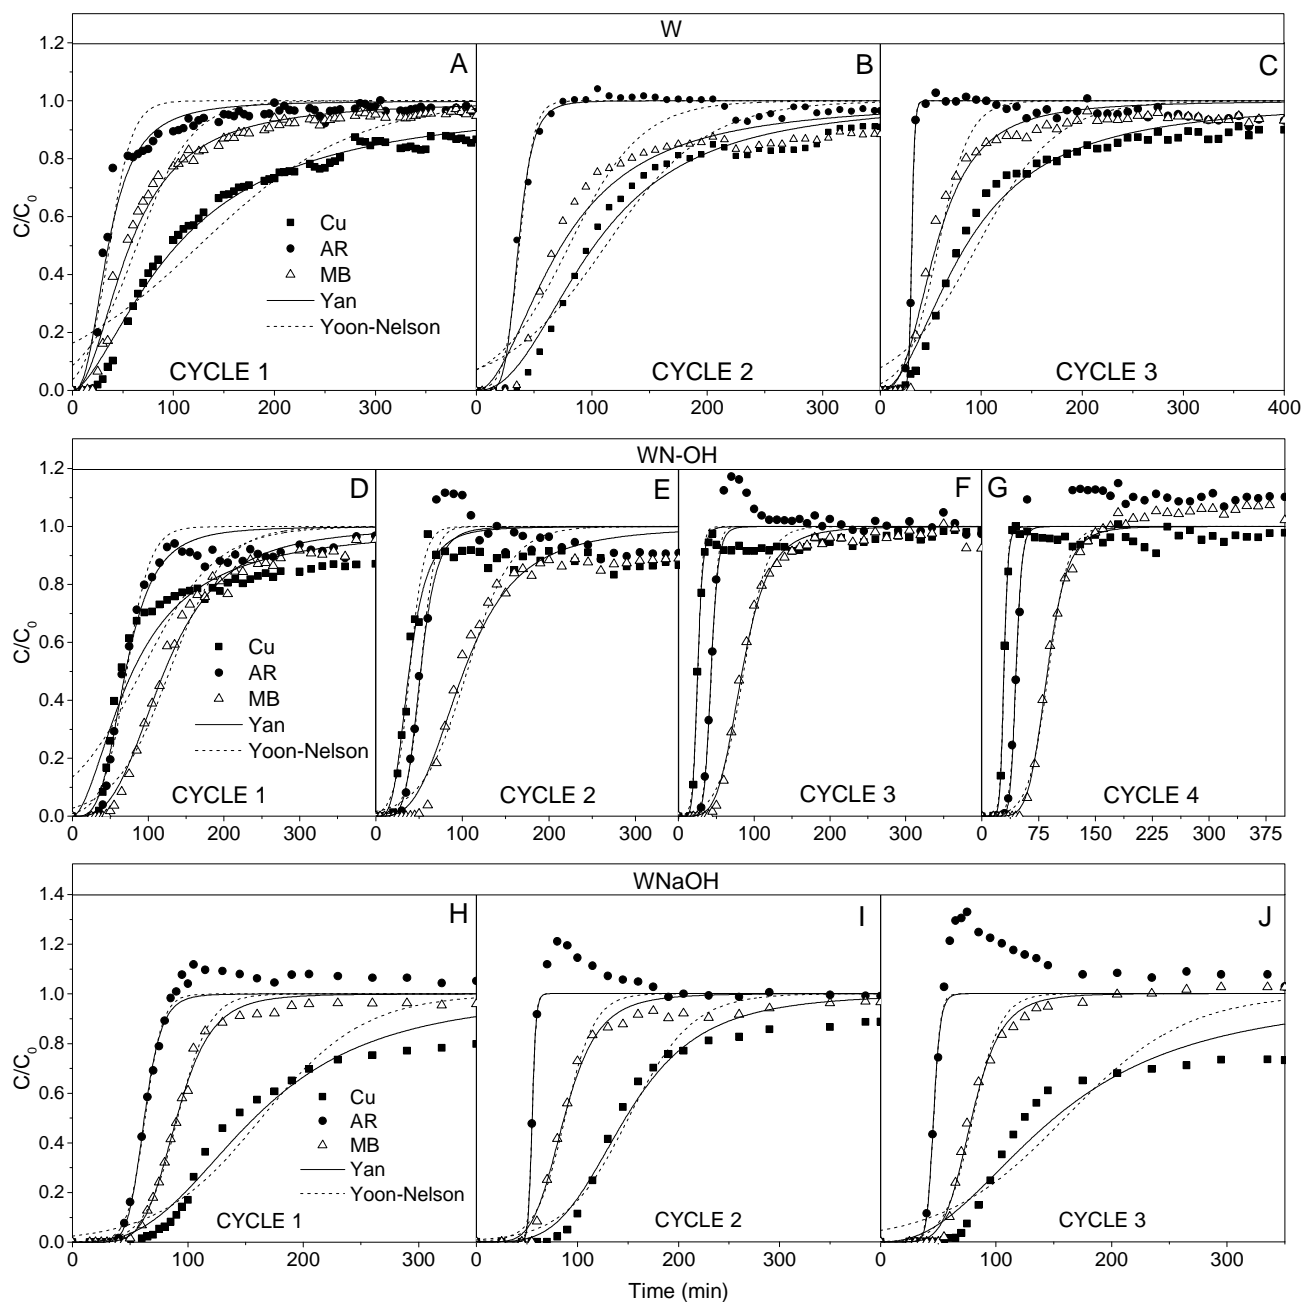 W
1.2
1.0
0.8
0.6
0.4
0.2
0.0
C/C0
A
B
C
Cu
AR
MB
Yan
Yoon-Nelson
CYCLE 1
CYCLE 2
CYCLE 3
0 100 200 300 0 100 200 300 0 100 200 300 400
WN-OH
1.2
1.0
0.8
0.6
0.4
0.2
0.0
C/C0
D
E
F
G
Cu
AR
MB
Yan
Yoon-Nelson
CYCLE 1
CYCLE 2
CYCLE 3
CYCLE 4
0 100 200 300 0 100 200 300 0 100 200 300 0 75 150 225 300 375
WNaOH
1.4
1.2
1.0
0.8
0.6
0.4
0.2
0.0
C/C0
H
I
J
Cu
AR
MB
Yan
Yoon-Nelson
CYCLE 1
CYCLE 2
CYCLE 3
0 100 200 300 0 100 200 300 0 100 200 300
Time (min)